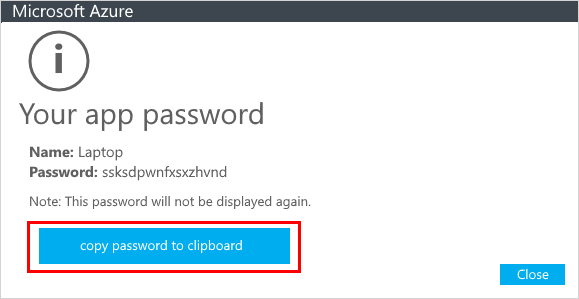 Microsoft Azure
i
Your app password
Name: Laptop
Password: ssksdpwnfxsxzhvnd
Note: This password will not be displayed again.
copy password to clipboard
Close